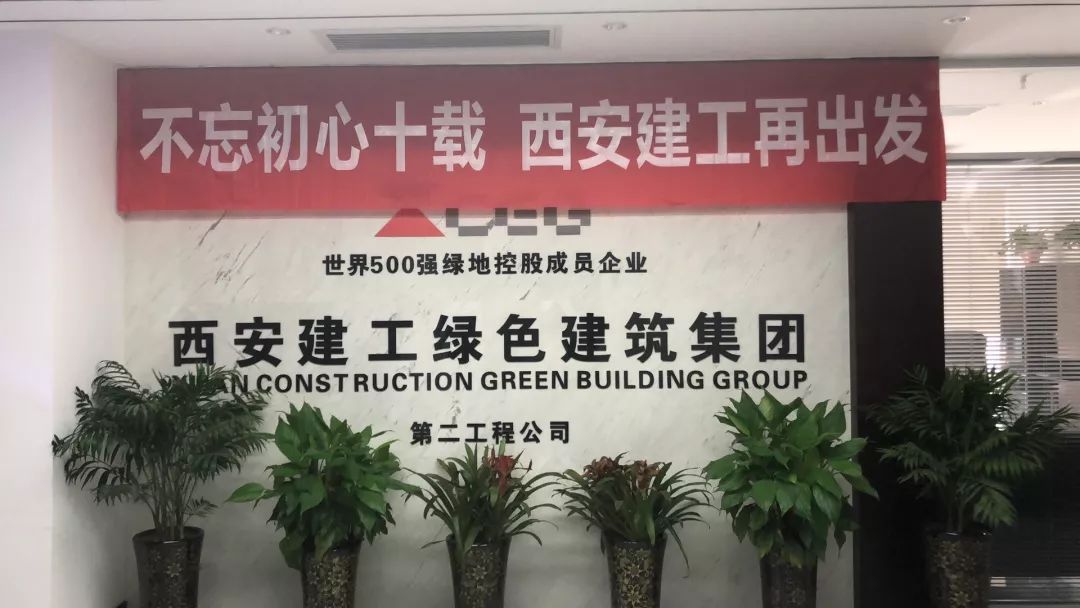 不忘初心十载 西安建工再出发
世界500强绿地控股成员企业
西安建工绿色建筑集团
CONSTRUCTION GREEN BUILDING GROUP
第二工程公司